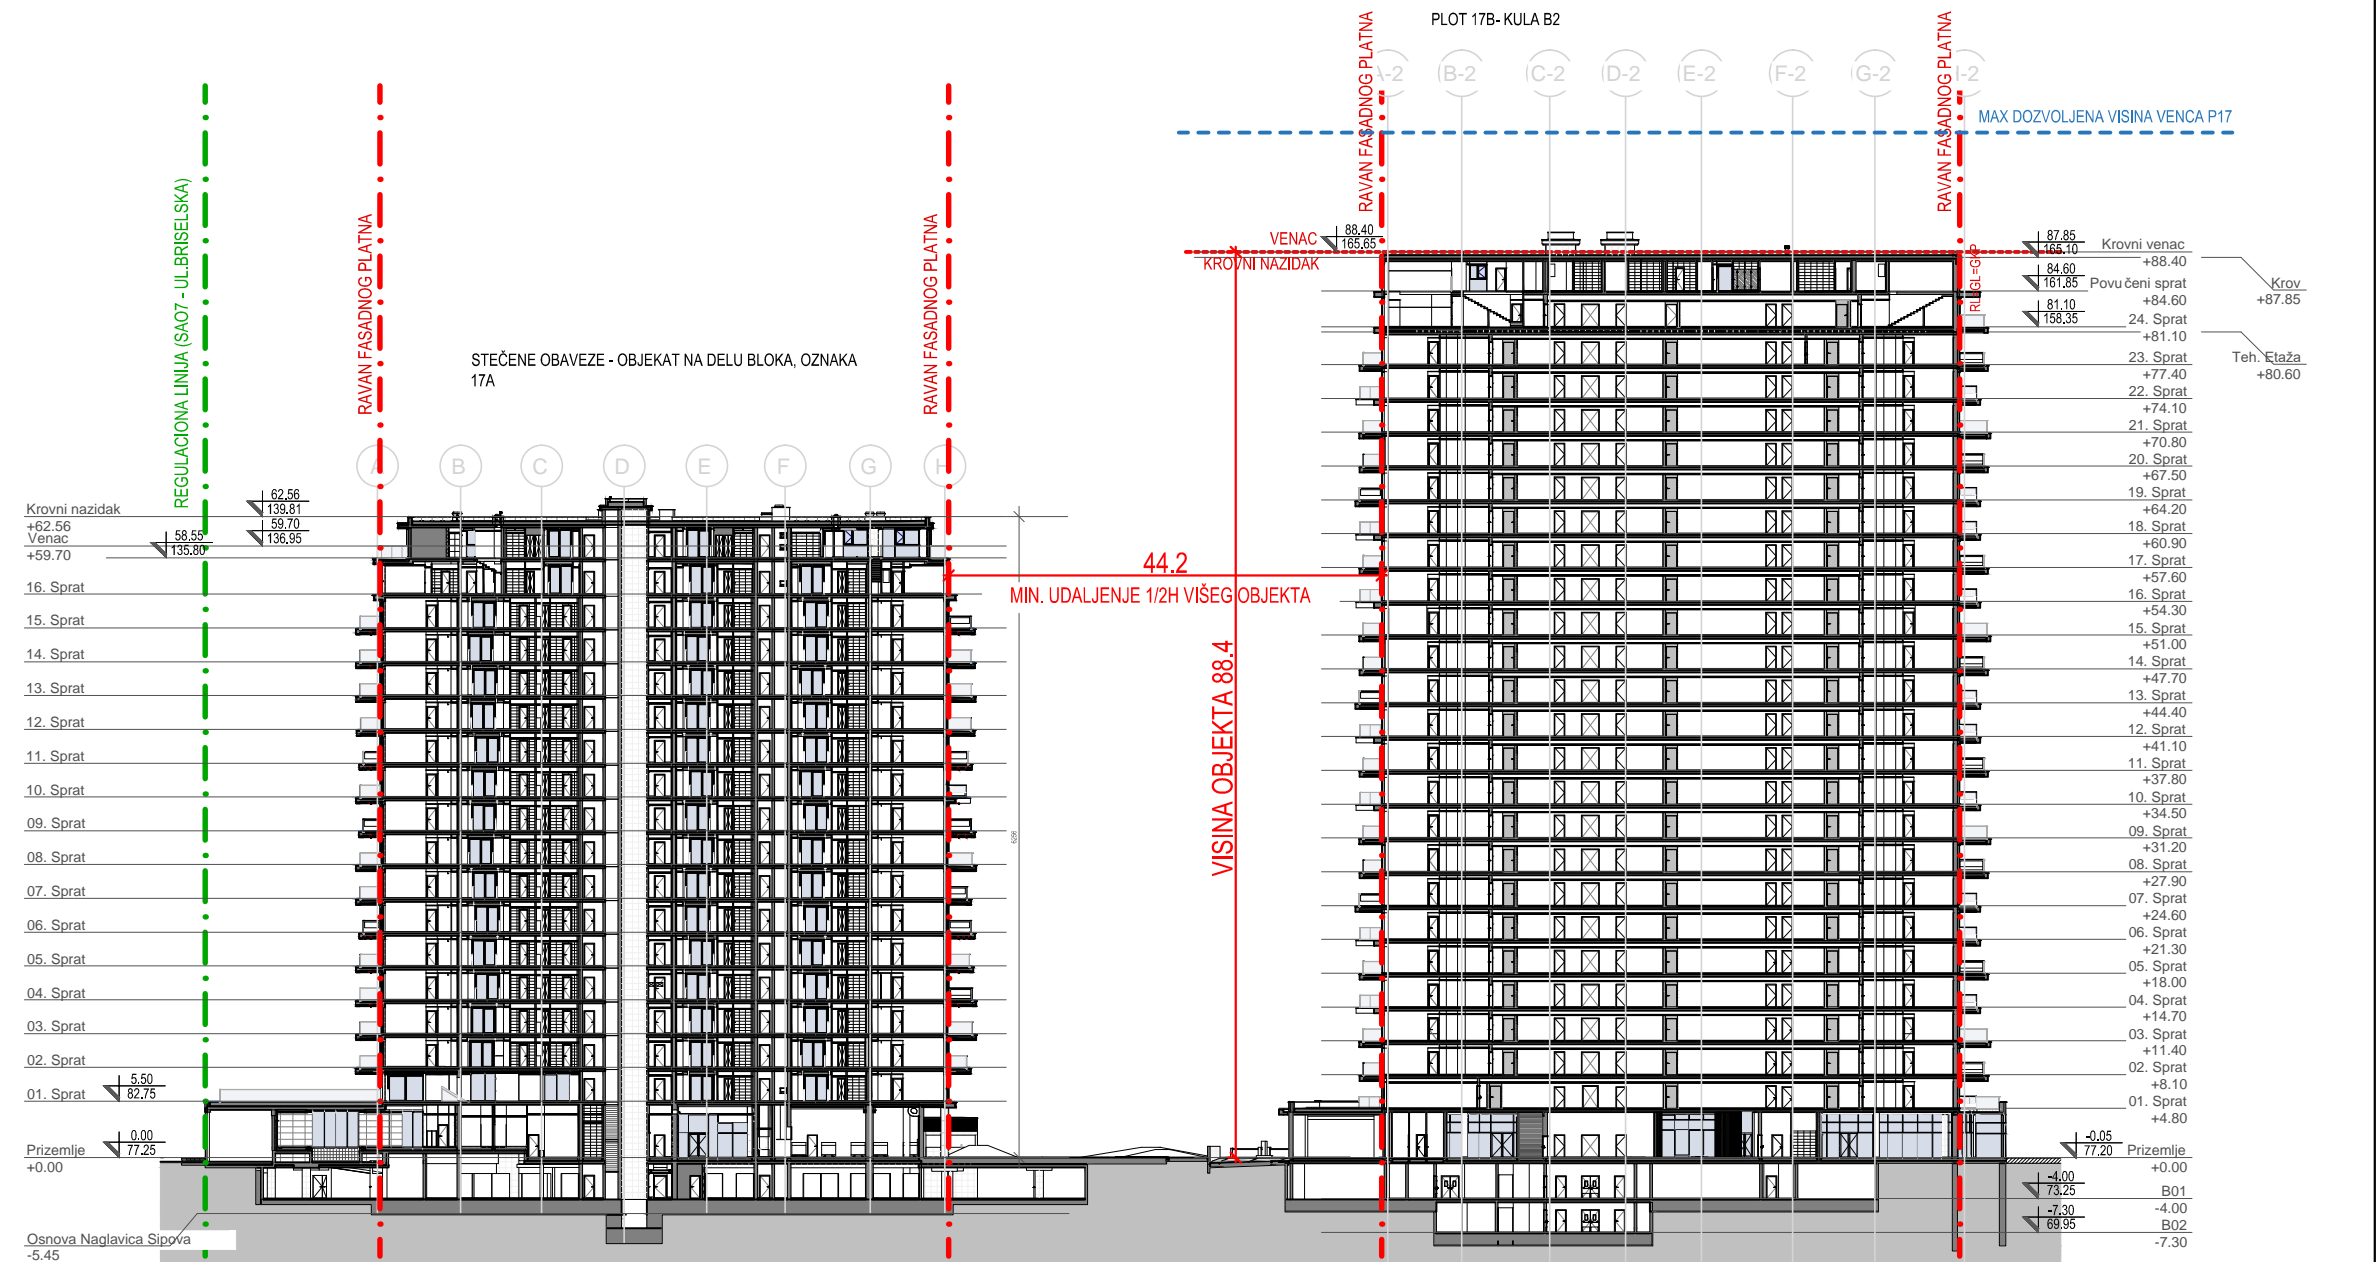 PLOT 17B- KULA B2
A-2
B-2
C-2
D-2
E-2
F-2
G-2
I-2
RAVAN FASADNOG PLATNA
RAVAN FASADNOG PLATNA
MAX DOZVOLJENA VISINA VENCA P17
REGULACIONA LINIJA (SAO7 - UL.BRISELSKA)
RAVAN FASADNOG PLATNA
RAVAN FASADNOG PLATNA
STEČENE OBAVEZE - OBJEKAT NA DELU BLOKA, OZNAKA
17A
A
B
C
D
E
F
G
H
Krovni nazidak
+62.56
Venac
+59.70
62.56
139.81
59.70
136.95
58.55
135.80
16. Sprat
15. Sprat
14. Sprat
13. Sprat
12. Sprat
11. Sprat
10. Sprat
09. Sprat
08. Sprat
07. Sprat
06. Sprat
05. Sprat
04. Sprat
03. Sprat
02. Sprat
01. Sprat
5.50
82.75
Prizemlje
+0.00
0.00
77.25
Osnova Naglavica Sipova
-5.45
6256
44.2
MIN. UDALJENJE 1/2H VIŠEG OBJEKTA
VISINA OBJEKTA 88.4
VENAC
88.40
165.65
KROVNI NAZIDAK
RL=GL=GKP
87.85
165.10
84.60
161.85
81.10
158.35
Krovni venac
+88.40
Krov
+87.85
Povučeni sprat
+84.60
24. Sprat
+81.10
Teh. Etaža
+80.60
23. Sprat
+77.40
22. Sprat
+74.10
21. Sprat
+70.80
20. Sprat
+67.50
19. Sprat
+64.20
18. Sprat
+60.90
17. Sprat
+57.60
16. Sprat
+54.30
15. Sprat
+51.00
14. Sprat
+47.70
13. Sprat
+44.40
12. Sprat
+41.10
11. Sprat
+37.80
10. Sprat
+34.50
09. Sprat
+31.20
08. Sprat
+27.90
07. Sprat
+24.60
06. Sprat
+21.30
05. Sprat
+18.00
04. Sprat
+14.70
03. Sprat
+11.40
02. Sprat
+8.10
01. Sprat
+4.80
-0.05
77.20
Prizemlje
+0.00
-4.00
73.25
B01
-4.00
-7.30
69.95
B02
-7.30